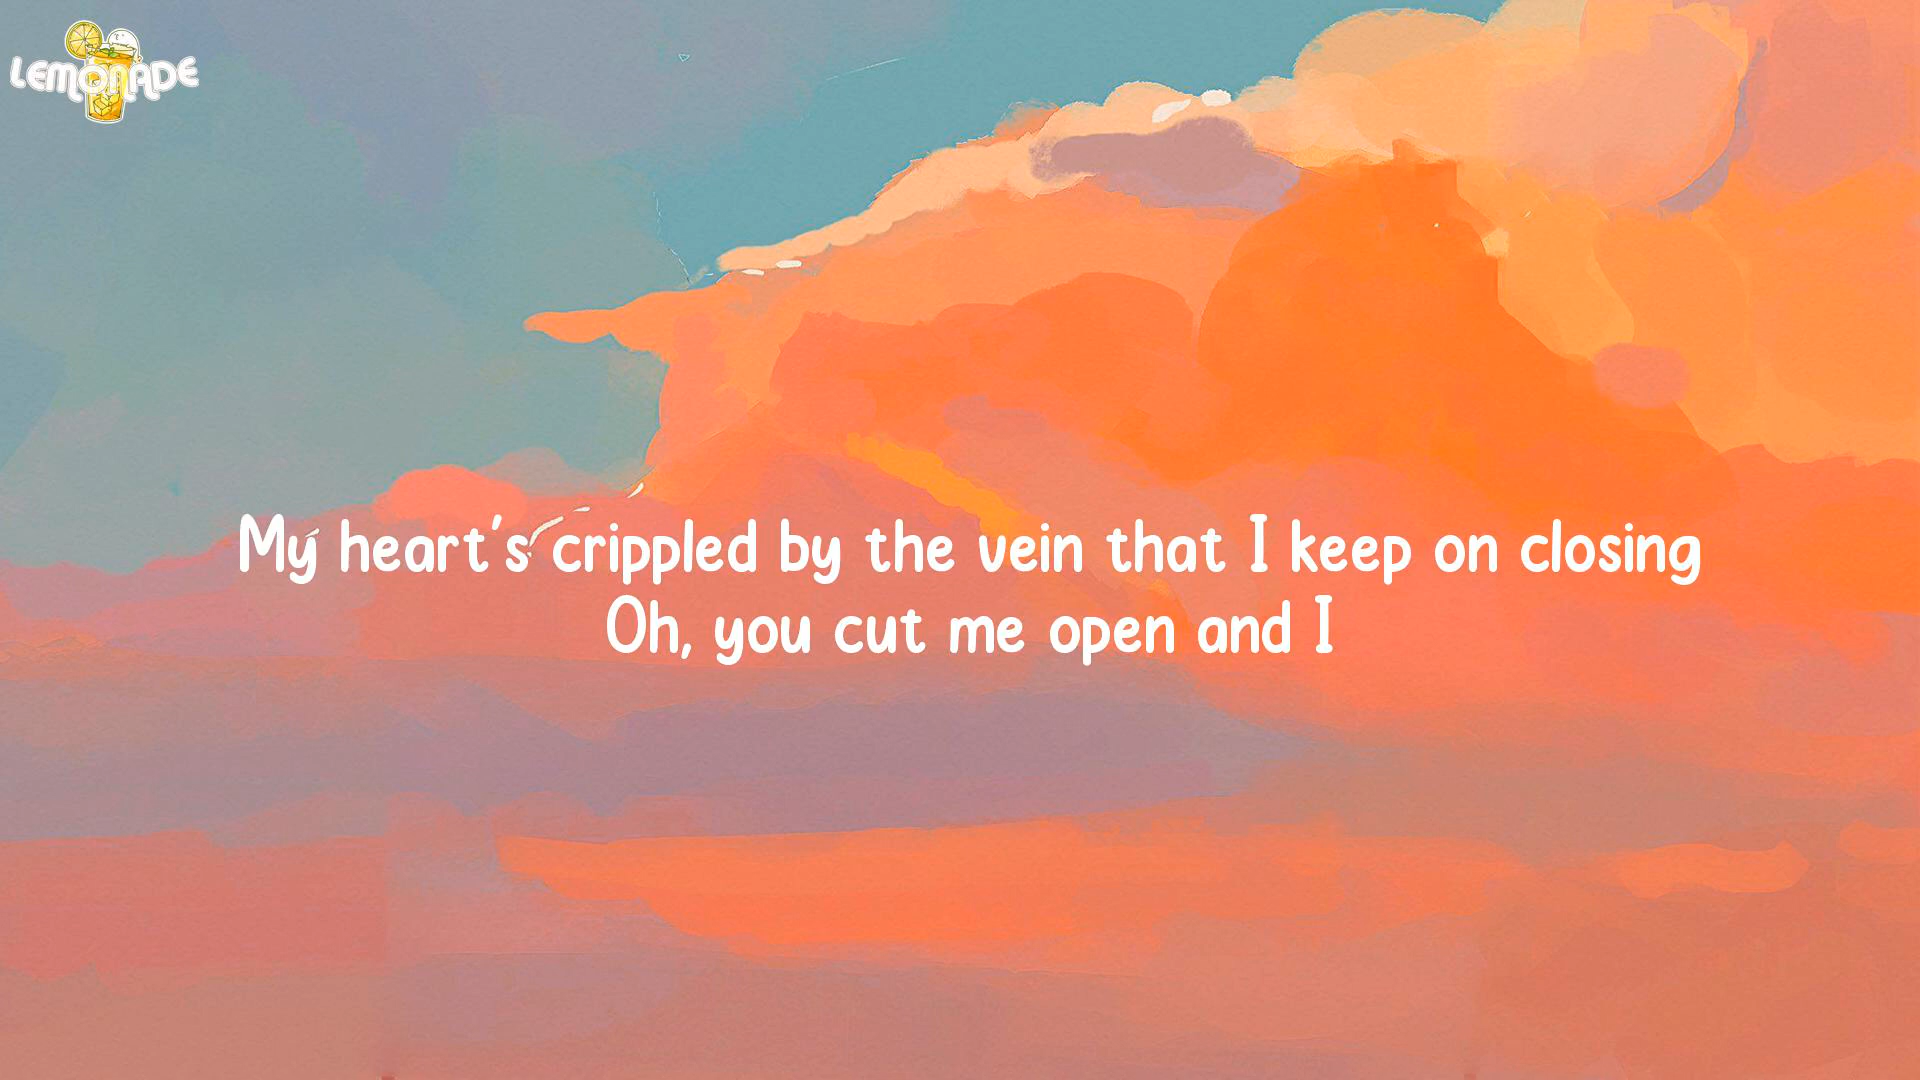 LEMONADE
My heart's crippled by the vein that I keep on closing
Oh, you cut me open and I